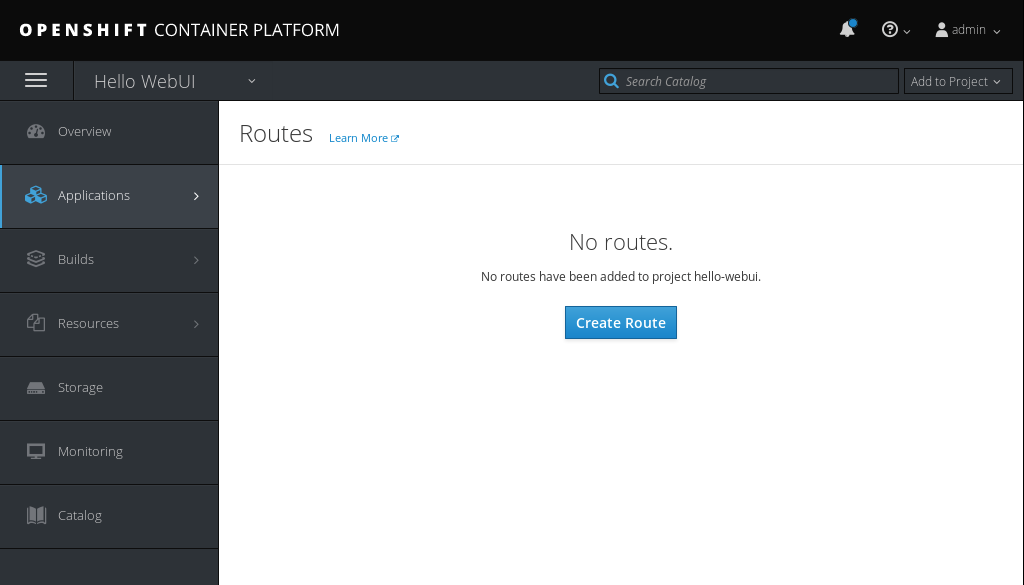 OPENSHIFT CONTAINER PLATFORM
admin
Hello WebUI
Search Catalog
Add to Project
Overview
Applications
Builds
Resources
Storage
Monitoring
Catalog
Routes Learn More
No routes.
No routes have been added to project hello-webui.
Create Route